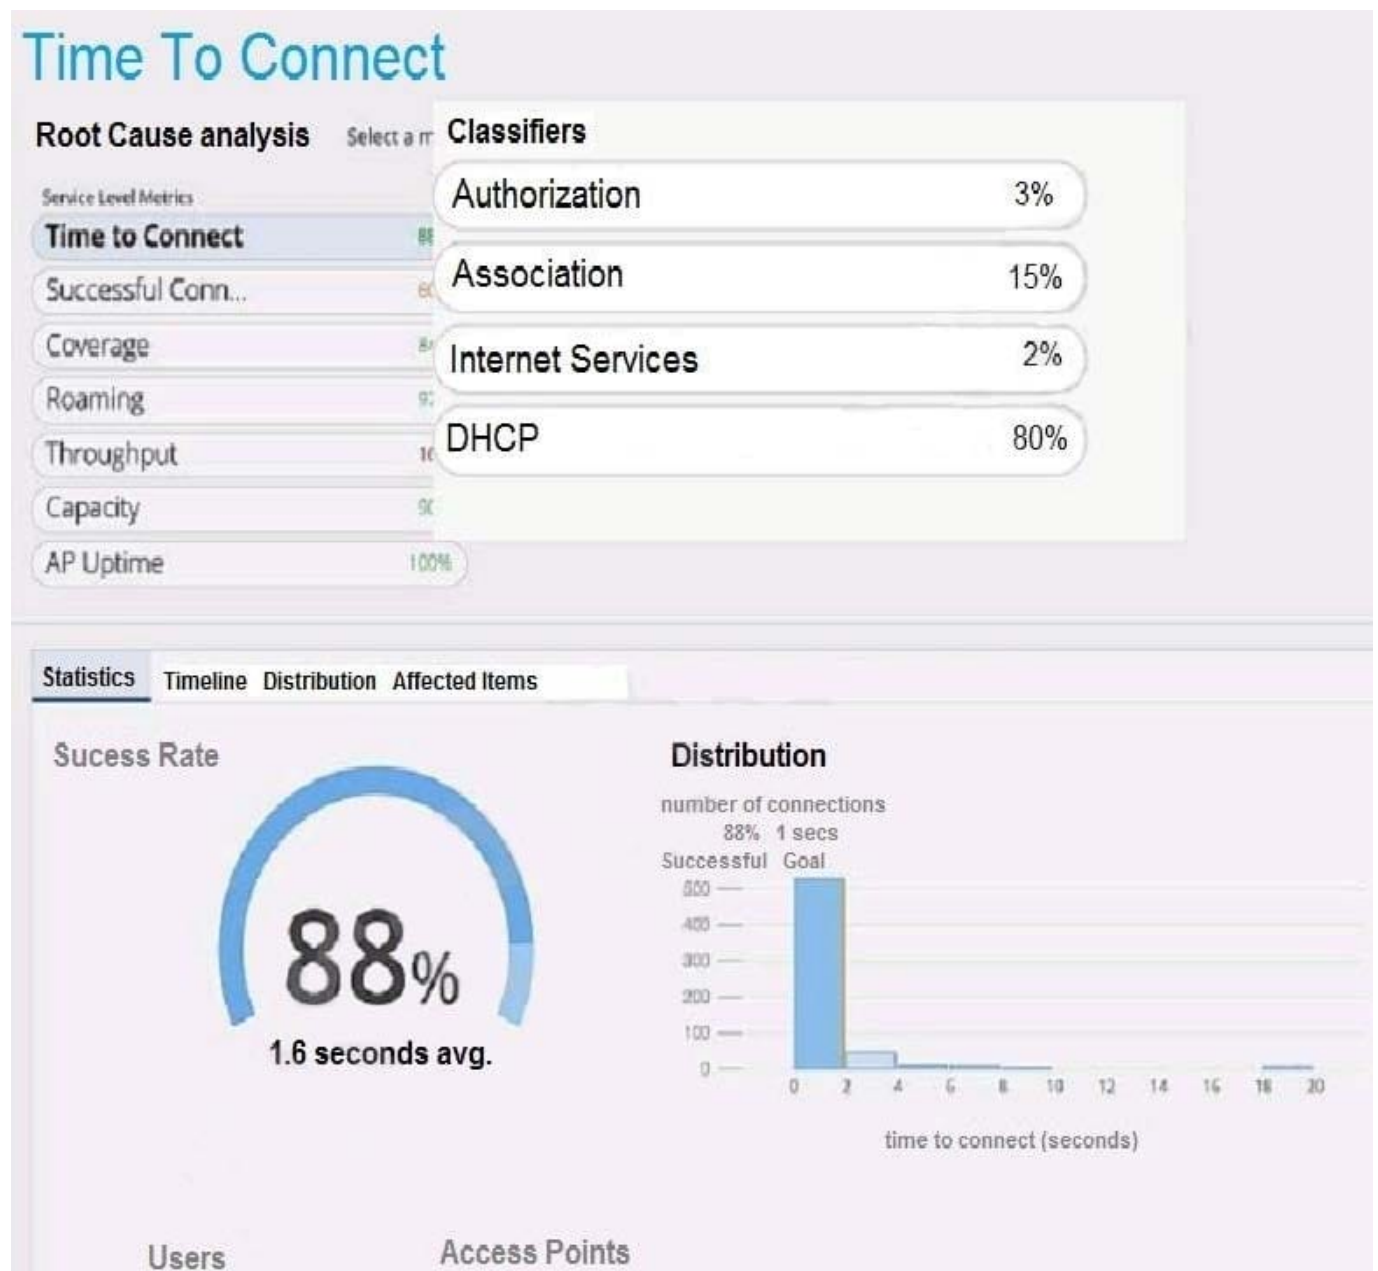 Time To Connect
Root Cause analysis Select a
Classifiers
Service Level Metrics
Authorization 3%
Time to Connect 88
Association 15%
Successful Conn...
Coverage
Internet Services 2%
Roaming
DHCP 80%
Throughput
Capacity
AP Uptime 100%
Statistics Timeline Distribution Affected Items
Sucess Rate
88%
1.6 seconds avg.
Distribution
number of connections
88% 1 secs
Successful Goal
500
400
300
200
100
0
0 2 4 6 8 10 12 14 16 18 20
time to connect (seconds)
Users Access Points